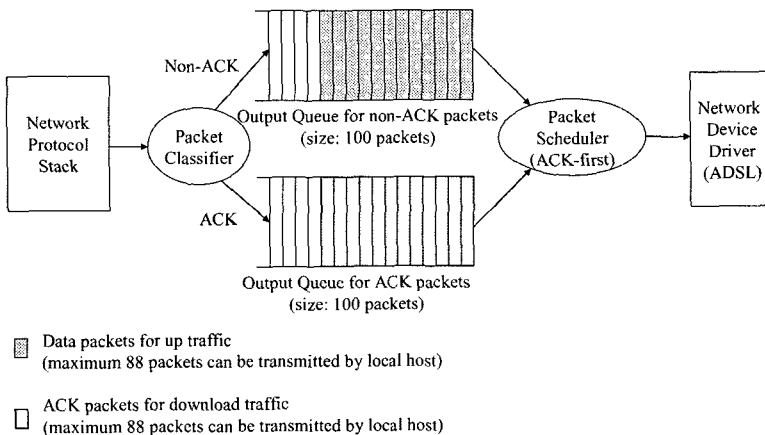 Network
Protocol
Stack
Non-ACK
Packet
Classifier
ACK
Output Queue for non-ACK packets
(size: 100 packets)
Output Queue for ACK packets
(size: 100 packets)
Packet
Scheduler
(ACK-first)
Network
Device
Driver
(ADSL)
Data packets for up traffic
(maximum 88 packets can be transmitted by local host)
ACK packets for download traffic
(maximum 88 packets can be transmitted by local host)